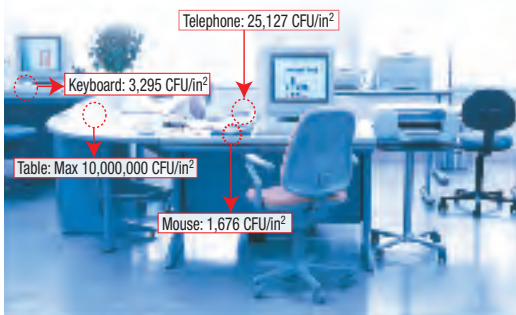 Telephone: 25,127 CFU/in²
Keyboard: 3,295 CFU/in²
Table: Max 10,000,000 CFU/in²
Mouse: 1,676 CFU/in²